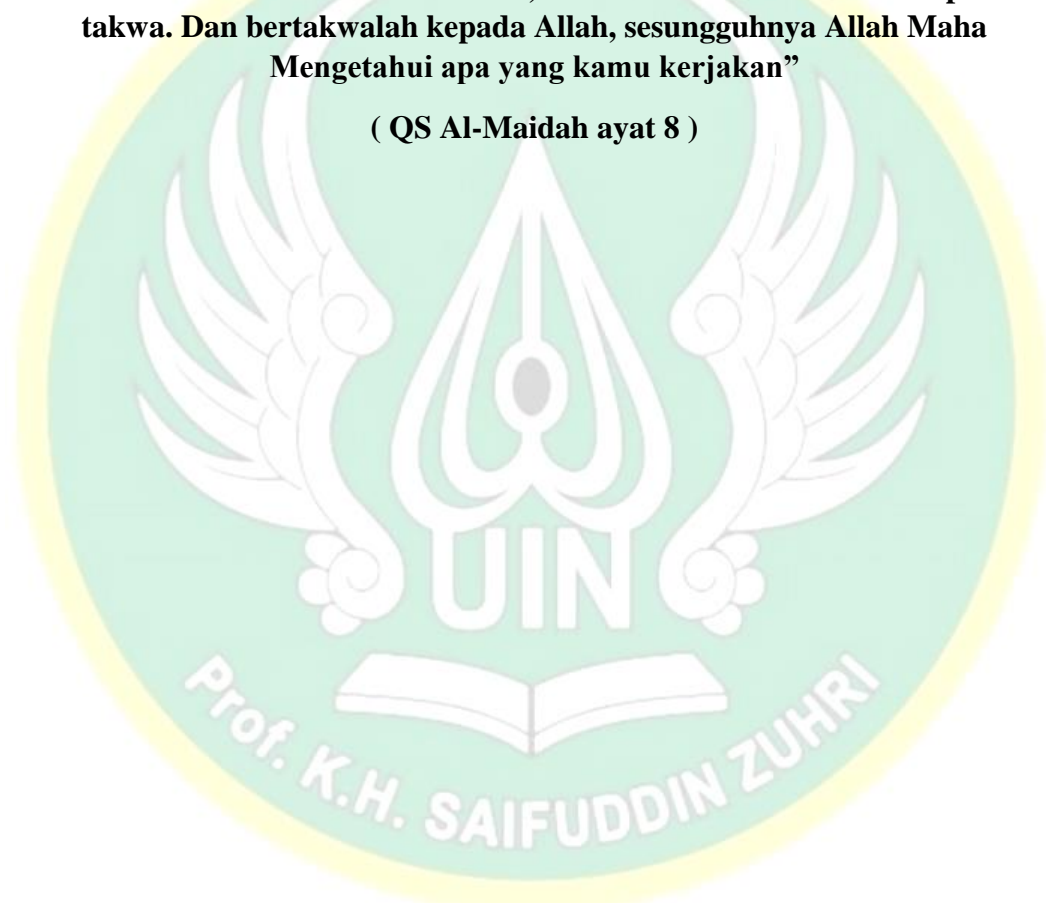 takwa. Dan bertakwalah kepada Allah, sesungguhnya Allah Maha
Mengetahui apa yang kamu kerjakan”
( QS Al-Maidah ayat 8 )
UIN
Prof. K.H. SAIFUDDIN ZUHRI